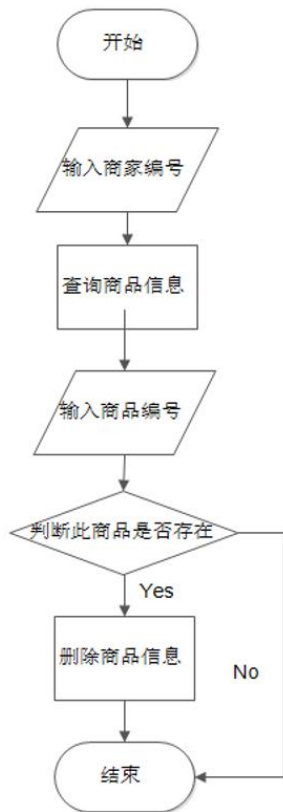 开始
输入商家编号
查询商品信息
输入商品编号
判断此商品是否存在
Yes
删除商品信息
No
结束